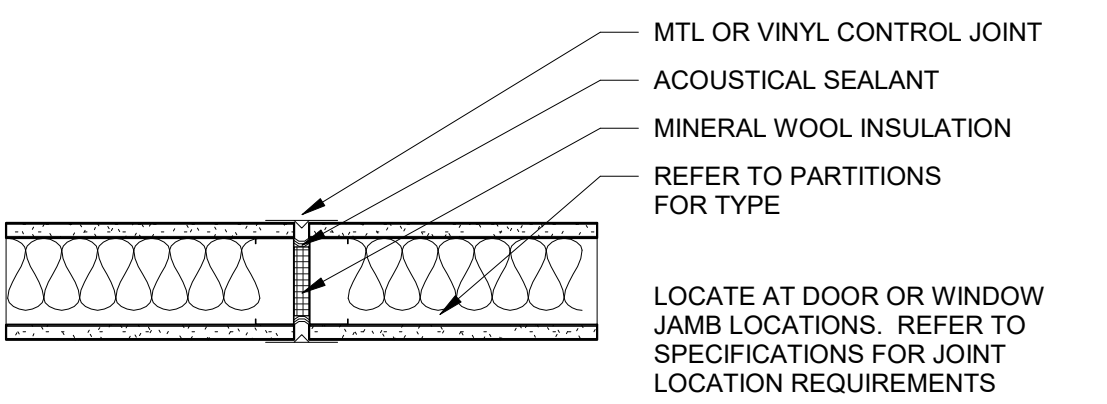 MTL OR VINYL CONTROL JOINT
ACOUSTICAL SEALANT
MINERAL WOOL INSULATION
REFER TO PARTITIONS
FOR TYPE
LOCATE AT DOOR OR WINDOW
JAMB LOCATIONS.  REFER TO
SPECIFICATIONS FOR JOINT
LOCATION REQUIREMENTS